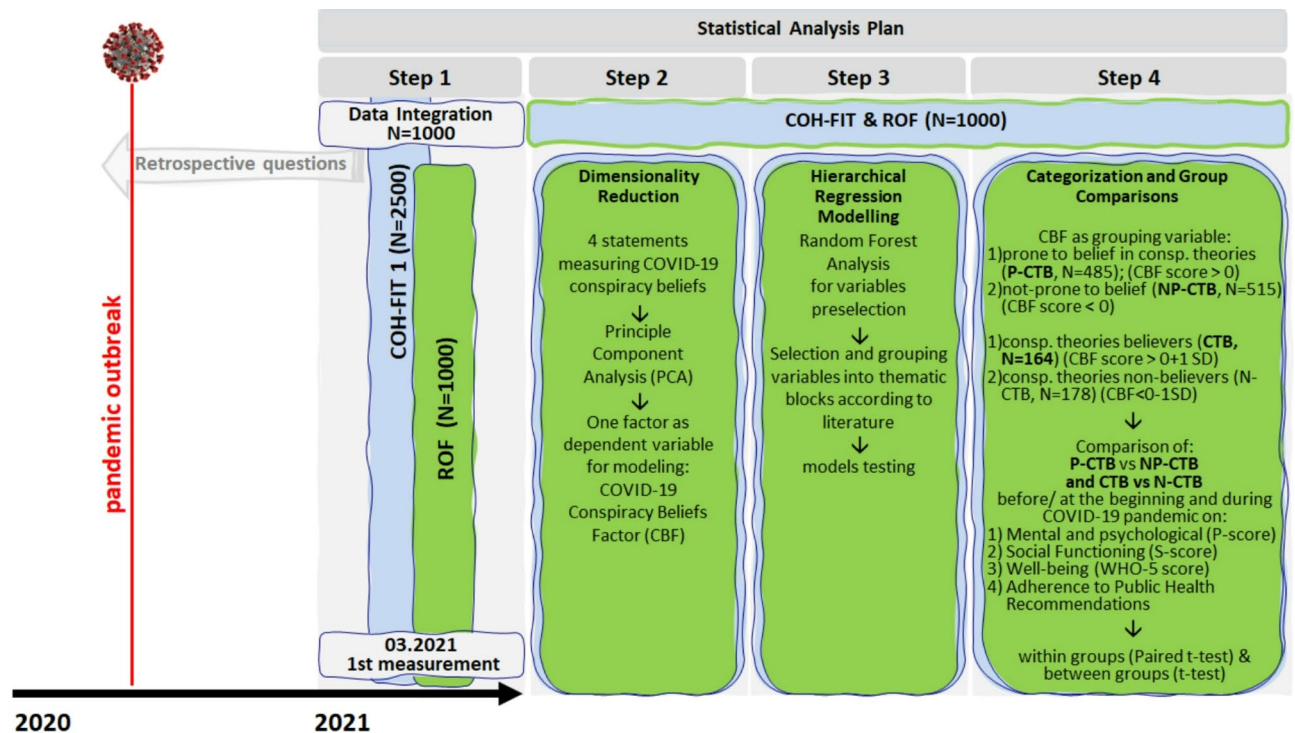 Statistical Analysis Plan
Step 1
Step 2
Step 3
Step 4
Data Integration
N=1000
COH-FIT & ROF (N=1000)
Retrospective questions
pandemic outbreak
COH-FIT 1 (N=2500)
ROF (N=1000)
03.2021
1st measurement
2020
2021
Dimensionality
Reduction
4 statements
measuring COVID-19
conspiracy beliefs
↓
Principle
Component
Analysis (PCA)
↓
One factor as
dependent variable
for modeling:
COVID-19
Conspiracy Beliefs
Factor (CBF)
Hierarchical
Regression
Modelling
Random Forest
Analysis
for variables
preselection
↓
Selection and grouping
variables into thematic
blocks according to
literature
↓
models testing
Categorization and Group
Comparisons
CBF as grouping variable:
1)prone to belief in consp. theories
(P-CTB, N=485); (CBF score > 0)
2)not-prone to belief (NP-CTB, N=515)
(CBF score < 0)
1)consp. theories believers (CTB,
N=164) (CBF score > 0+1 SD)
2)consp. theories non-believers (N-
CTB, N=178) (CBF<0-1SD)
↓
Comparison of:
P-CTB vs NP-CTB
and CTB vs N-CTB
before/ at the beginning and during
COVID-19 pandemic on:
1) Mental and psychological (P-score)
2) Social Functioning (S-score)
3) Well-being (WHO-5 score)
4) Adherence to Public Health
Recommendations
↓
within groups (Paired t-test) &
between groups (t-test)